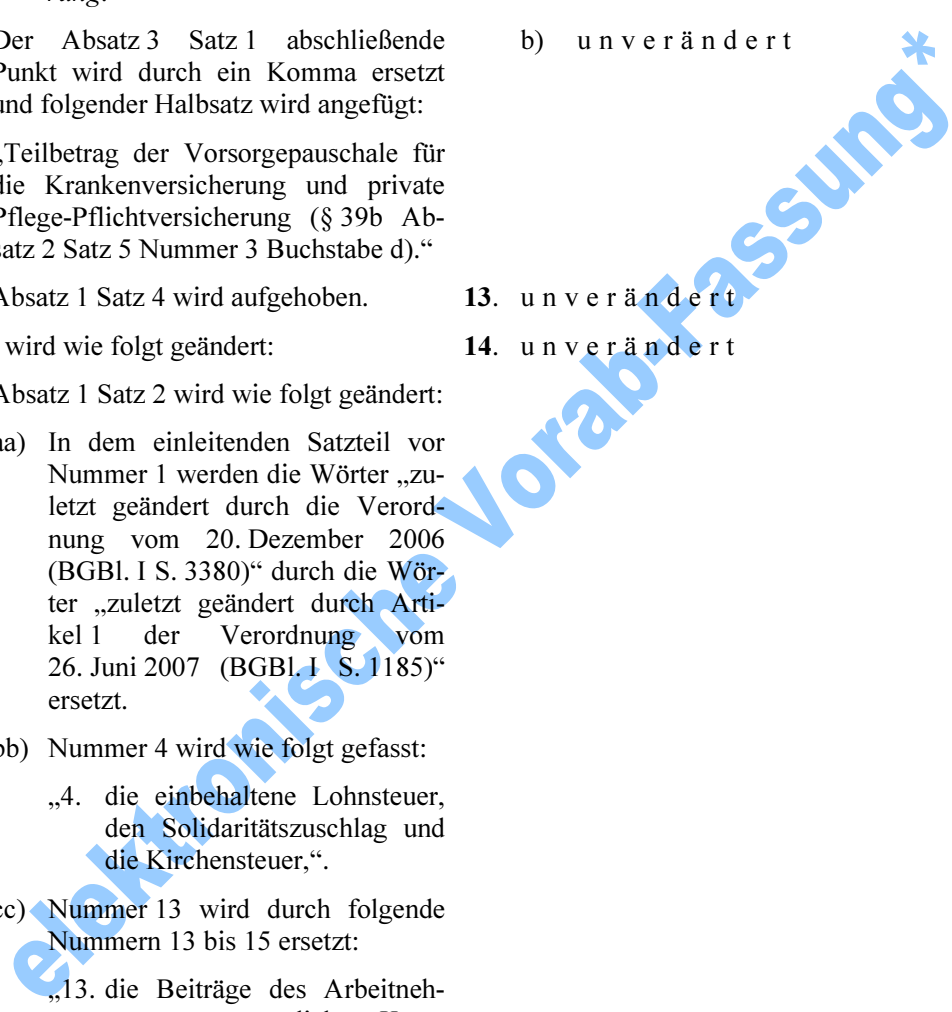 Der Absatz 3 Satz 1 abschließende
Punkt wird durch ein Komma ersetzt
und folgender Halbsatz wird angefügt:
„Teilbetrag der Vorsorgepauschale für
die Krankenversicherung und private
Pflege-Pflichtversicherung (§ 39b Ab-
satz 2 Satz 5 Nummer 3 Buchstabe d).“
b) u n v e r ä n d e r t
Absatz 1 Satz 4 wird aufgehoben.
13. u n v e r ä n d e r t
wird wie folgt geändert:
14. u n v e r ä n d e r t
Absatz 1 Satz 2 wird wie folgt geändert:
aa) In dem einleitenden Satzteil vor
Nummer 1 werden die Wörter „zu-
letzt geändert durch die Verord-
nung vom 20. Dezember 2006
(BGBl. I S. 3380)“ durch die Wör-
ter „zuletzt geändert durch Arti-
kel 1 der Verordnung vom
26. Juni 2007 (BGBl. I S. 1185)“
ersetzt.
bb) Nummer 4 wird wie folgt gefasst:
„4. die einbehaltene Lohnsteuer,
den Solidaritätszuschlag und
die Kirchensteuer,“.
cc) Nummer 13 wird durch folgende
Nummern 13 bis 15 ersetzt:
„13. die Beiträge des Arbeitneh-
elektronische Vorab-Fassung*